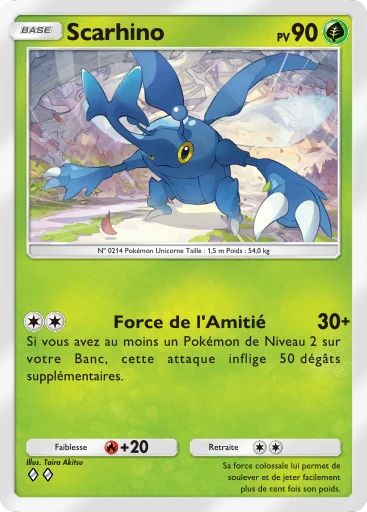 BASE Scarhino PV 90
N° 0214 Pokémon Unicorne Taille : 1,5 m Poids : 54,0 kg
Force de l'Amitié 30+
Si vous avez au moins un Pokémon de Niveau 2 sur
votre Banc, cette attaque inflige 50 dégâts
supplémentaires.
Faiblesse +20 Retraite
Illus. Taira Akitsu
Sa force colossale lui permet de
soulever et de jeter facilement
plus de cent fois son poids.